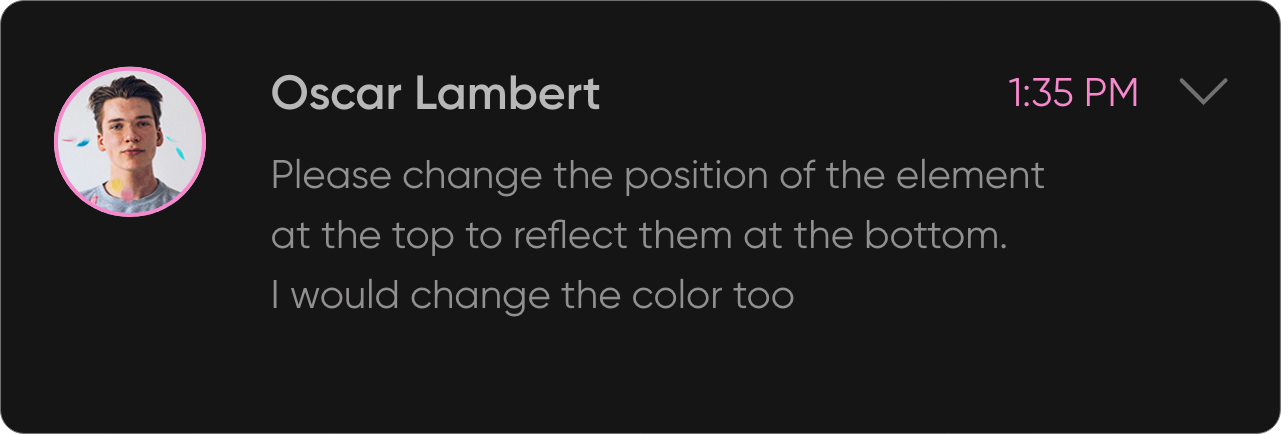 Oscar Lambert 1:35 PM
Please change the position of the element
at the top to reflect them at the bottom.
I would change the color too